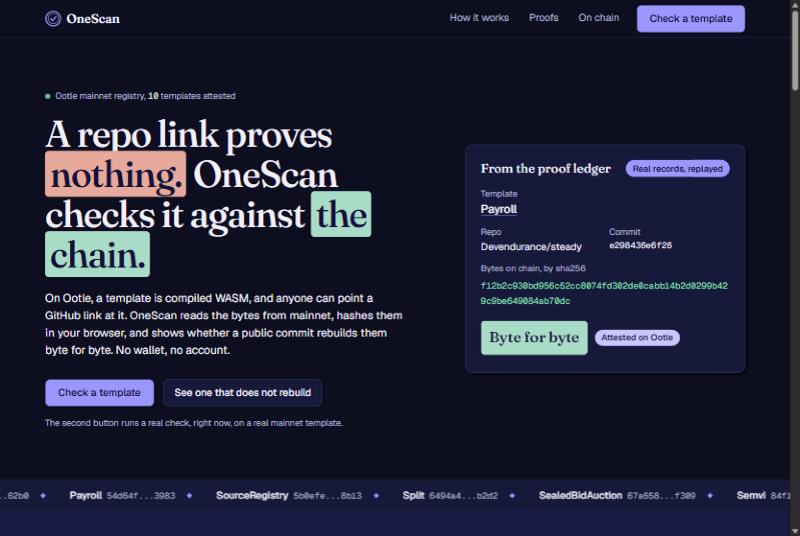 OneScan
How it works
Proofs
On chain
Check a template
Ootle mainnet registry, 10 templates attested
A repo link proves
nothing. OneScan
checks it against the
chain.
On Ootle, a template is compiled WASM, and anyone can point a
GitHub link at it. OneScan reads the bytes from mainnet, hashes them
in your browser, and shows whether a public commit rebuilds them
byte for byte. No wallet, no account.
Check a template
See one that does not rebuild
The second button runs a real check, right now, on a real mainnet template.
From the proof ledger
Real records, replayed
Template
Payroll
Repo
Commit
Devendurance/steady
e298436e6f26
Bytes on chain, by sha256
f12b2c930bd956c52cc8074fd302de0cabb14b2d0299b42
9c9be649084ab70dc
Byte for byte
Attested on Ootle
..62b0 ◆ Payroll 54d64f...3983 ◆ SourceRegistry 5b0efe...8b13 ◆ Split 6494a4...b2d2 ◆ SealedBidAuction 67a658...f309 ◆ Semvi 84f1